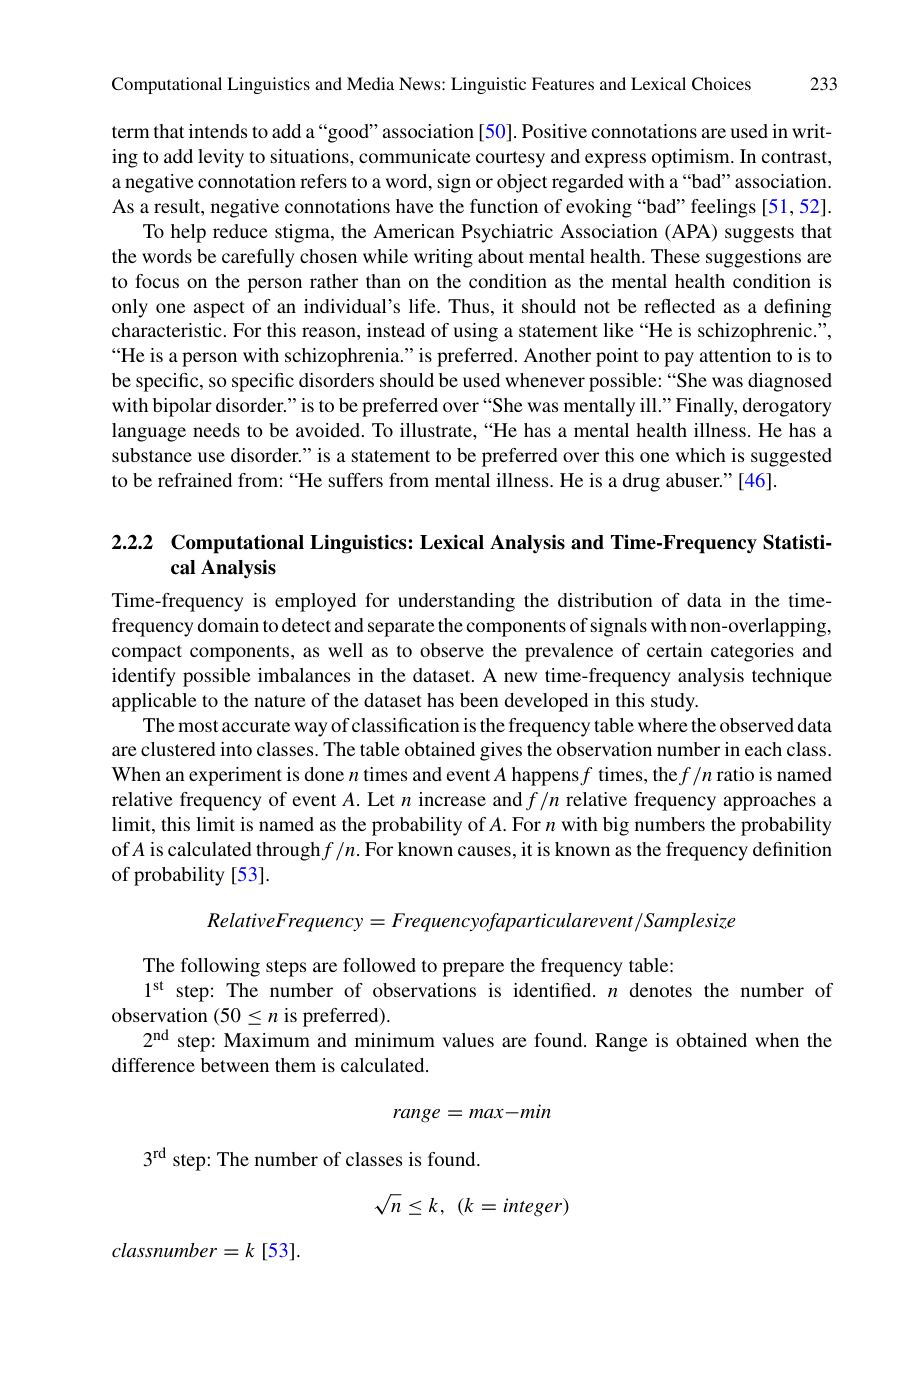 Computational Linguistics and Media News: Linguistic Features and Lexical Choices 233
term that intends to add a “good” association [50]. Positive connotations are used in writ-
ing to add levity to situations, communicate courtesy and express optimism. In contrast,
a negative connotation refers to a word, sign or object regarded with a “bad” association.
As a result, negative connotations have the function of evoking “bad” feelings [51, 52].
To help reduce stigma, the American Psychiatric Association (APA) suggests that
the words be carefully chosen while writing about mental health. These suggestions are
to focus on the person rather than on the condition as the mental health condition is
only one aspect of an individual’s life. Thus, it should not be reflected as a defining
characteristic. For this reason, instead of using a statement like “He is schizophrenic.”,
“He is a person with schizophrenia.” is preferred. Another point to pay attention to is to
be specific, so specific disorders should be used whenever possible: “She was diagnosed
with bipolar disorder.” is to be preferred over “She was mentally ill.” Finally, derogatory
language needs to be avoided. To illustrate, “He has a mental health illness. He has a
substance use disorder.” is a statement to be preferred over this one which is suggested
to be refrained from: “He suffers from mental illness. He is a drug abuser.” [46].
2.2.2 Computational Linguistics: Lexical Analysis and Time-Frequency Statisti-
cal Analysis
Time-frequency is employed for understanding the distribution of data in the time-
frequency domain to detect and separate the components of signals with non-overlapping,
compact components, as well as to observe the prevalence of certain categories and
identify possible imbalances in the dataset. A new time-frequency analysis technique
applicable to the nature of the dataset has been developed in this study.
The most accurate way of classification is the frequency table where the observed data
are clustered into classes. The table obtained gives the observation number in each class.
When an experiment is done n times and event A happens f times, the f/n ratio is named
relative frequency of event A. Let n increase and f/n relative frequency approaches a
limit, this limit is named as the probability of A. For n with big numbers the probability
of A is calculated through f/n. For known causes, it is known as the frequency definition
of probability [53].
RelativeFrequency = Frequencyofaparticularevent/Samplesize
The following steps are followed to prepare the frequency table:
1st step: The number of observations is identified. n denotes the number of
observation (50 ≤ n is preferred).
2nd step: Maximum and minimum values are found. Range is obtained when the
difference between them is calculated.
range = max−min
3rd step: The number of classes is found.
√n ≤ k, (k = integer)
classnumber = k [53].